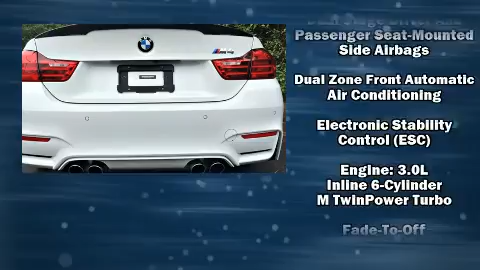 Passenger Seat-Mounted
Side Airbags
Dual Zone Front Automatic
Air Conditioning
Electronic Stability
Control (ESC)
Engine: 3.0L
Inline 6-Cylinder
M TwinPower Turbo
Fade-To-Off
M4